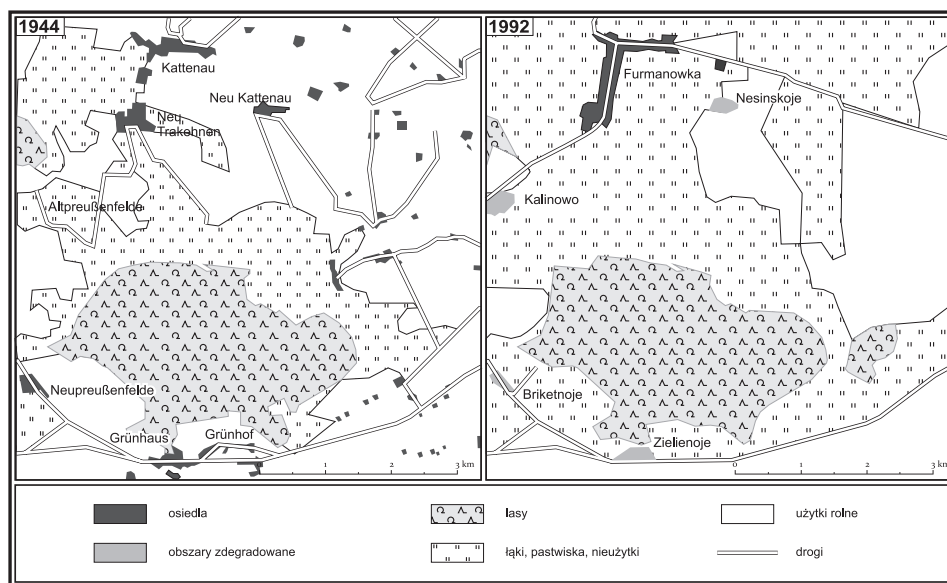 1944
Kattenau
Neu Kattenau
Neu
Trakehnen
Altpreußenfelde
Neupreußenfelde
Grünhaus
Grünhof
0 1 2 3 km
1992
Furmanowka
Nesinskoje
Kalinowo
Briketnoje
Zielienoje
0 1 2 3 km
osiedla
lasy
użytki rolne
obszary zdegradowane
łąki, pastwiska, nieużytki
drogi